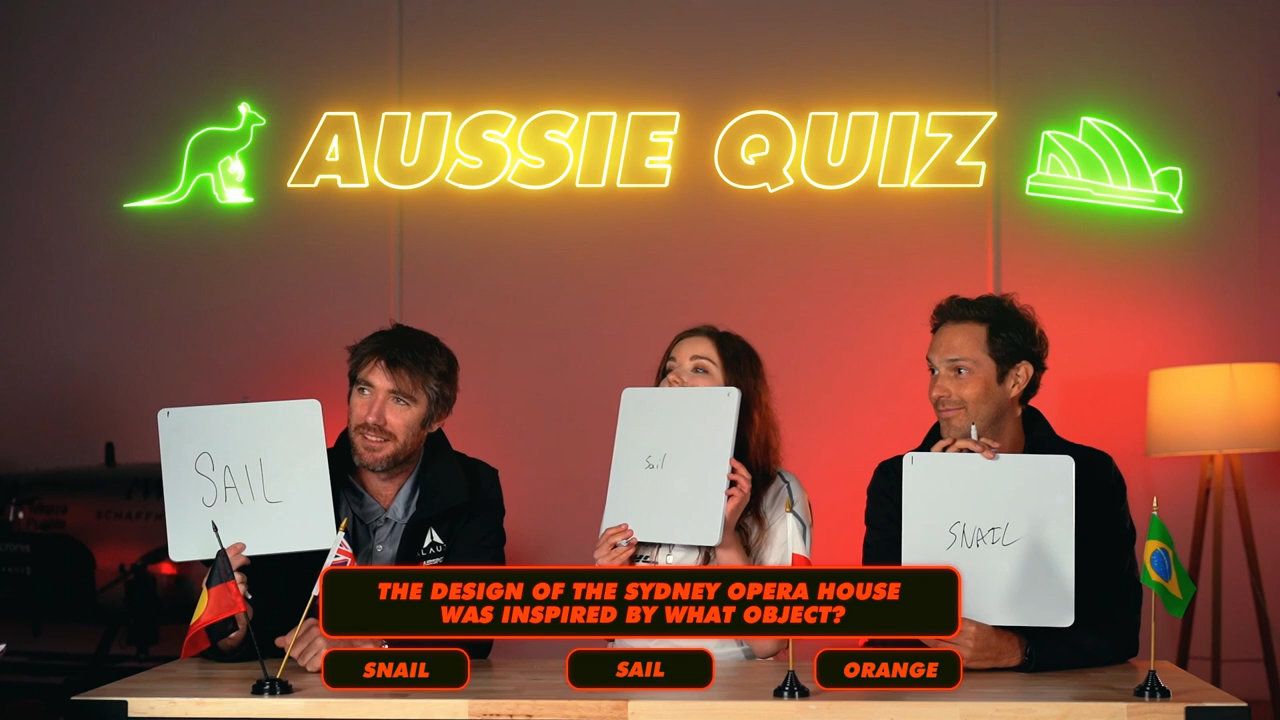 AUSSIE QUIZ
SAIL
Sail
SNAIL
THE DESIGN OF THE SYDNEY OPERA HOUSE
WAS INSPIRED BY WHAT OBJECT?
SNAIL
SAIL
ORANGE